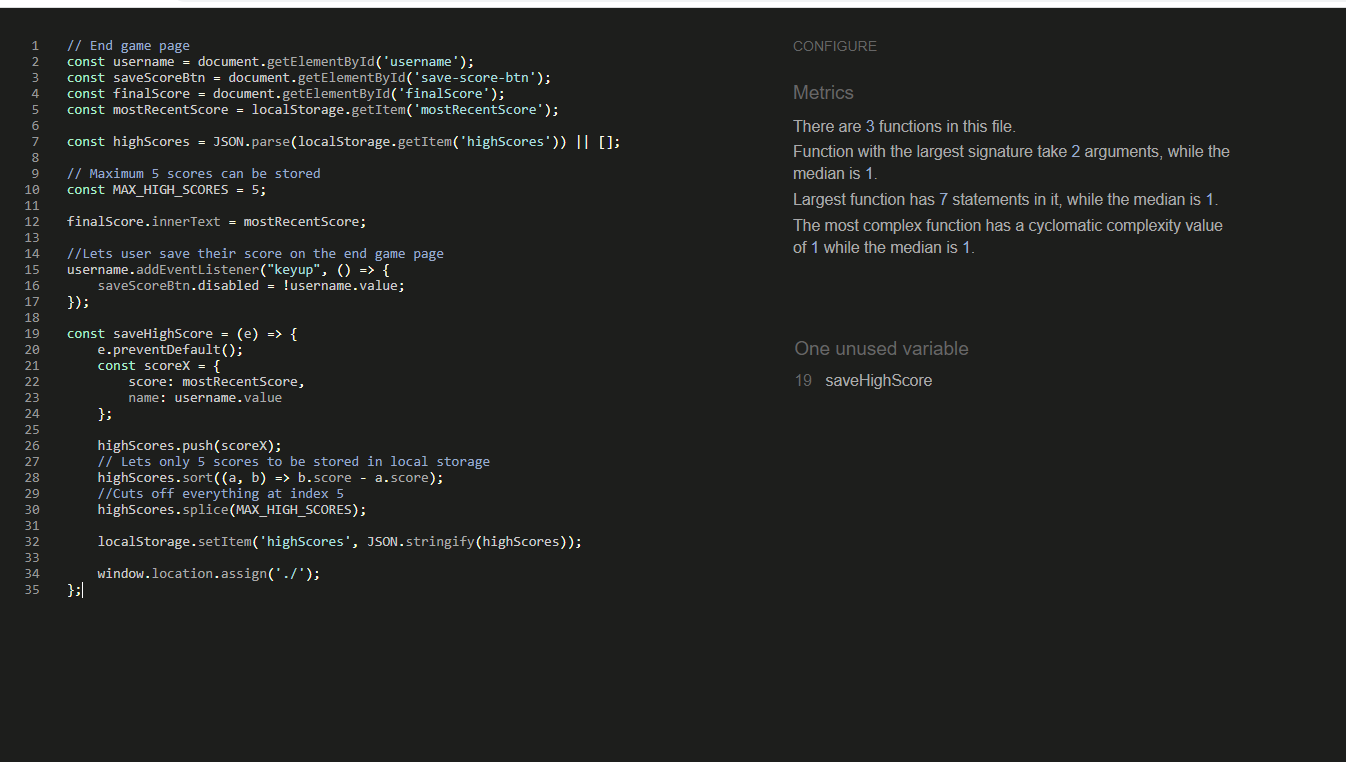 1 // End game page
2 const username = document.getElementById('username');
3 const saveScoreBtn = document.getElementById('save-score-btn');
4 const finalScore = document.getElementById('finalScore');
5 const mostRecentScore = localStorage.getItem('mostRecentScore');
6
7 const highScores = JSON.parse(localStorage.getItem('highScores')) || [];
8
9 // Maximum 5 scores can be stored
10 const MAX_HIGH_SCORES = 5;
11
12 finalScore.innerText = mostRecentScore;
13
14 //Lets user save their score on the end game page
15 username.addEventListener("keyup", () => {
16     saveScoreBtn.disabled = !username.value;
17 });
18
19 const saveHighScore = (e) => {
20     e.preventDefault();
21     const scoreX = {
22         score: mostRecentScore,
23         name: username.value
24     };
25
26     highScores.push(scoreX);
27     // Lets only 5 scores to be stored in local storage
28     highScores.sort((a, b) => b.score - a.score);
29     //Cuts off everything at index 5
30     highScores.splice(MAX_HIGH_SCORES);
31
32     localStorage.setItem('highScores', JSON.stringify(highScores));
33
34     window.location.assign('./');
35 };
CONFIGURE
Metrics
There are 3 functions in this file.
Function with the largest signature take 2 arguments, while the
median is 1.
Largest function has 7 statements in it, while the median is 1.
The most complex function has a cyclomatic complexity value
of 1 while the median is 1.
One unused variable
19 saveHighScore